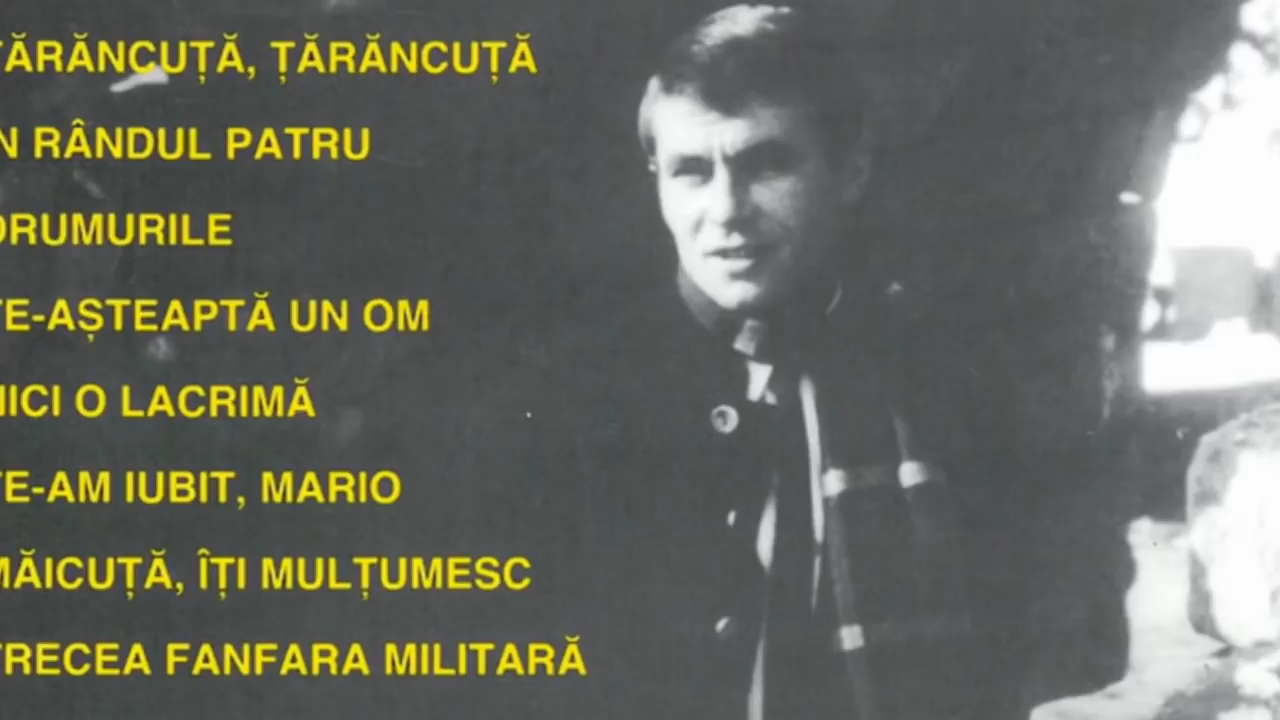 ȚĂRĂNCUȚĂ, ȚĂRĂNCUȚĂ
ÎN RÂNDUL PATRU
DRUMURILE
TE-AȘTEAPTĂ UN OM
NICI O LACRIMĂ
TE-AM IUBIT, MARIO
MĂICUȚĂ, ÎȚI MULȚUMESC
TRECEA FANFARA MILITARĂ